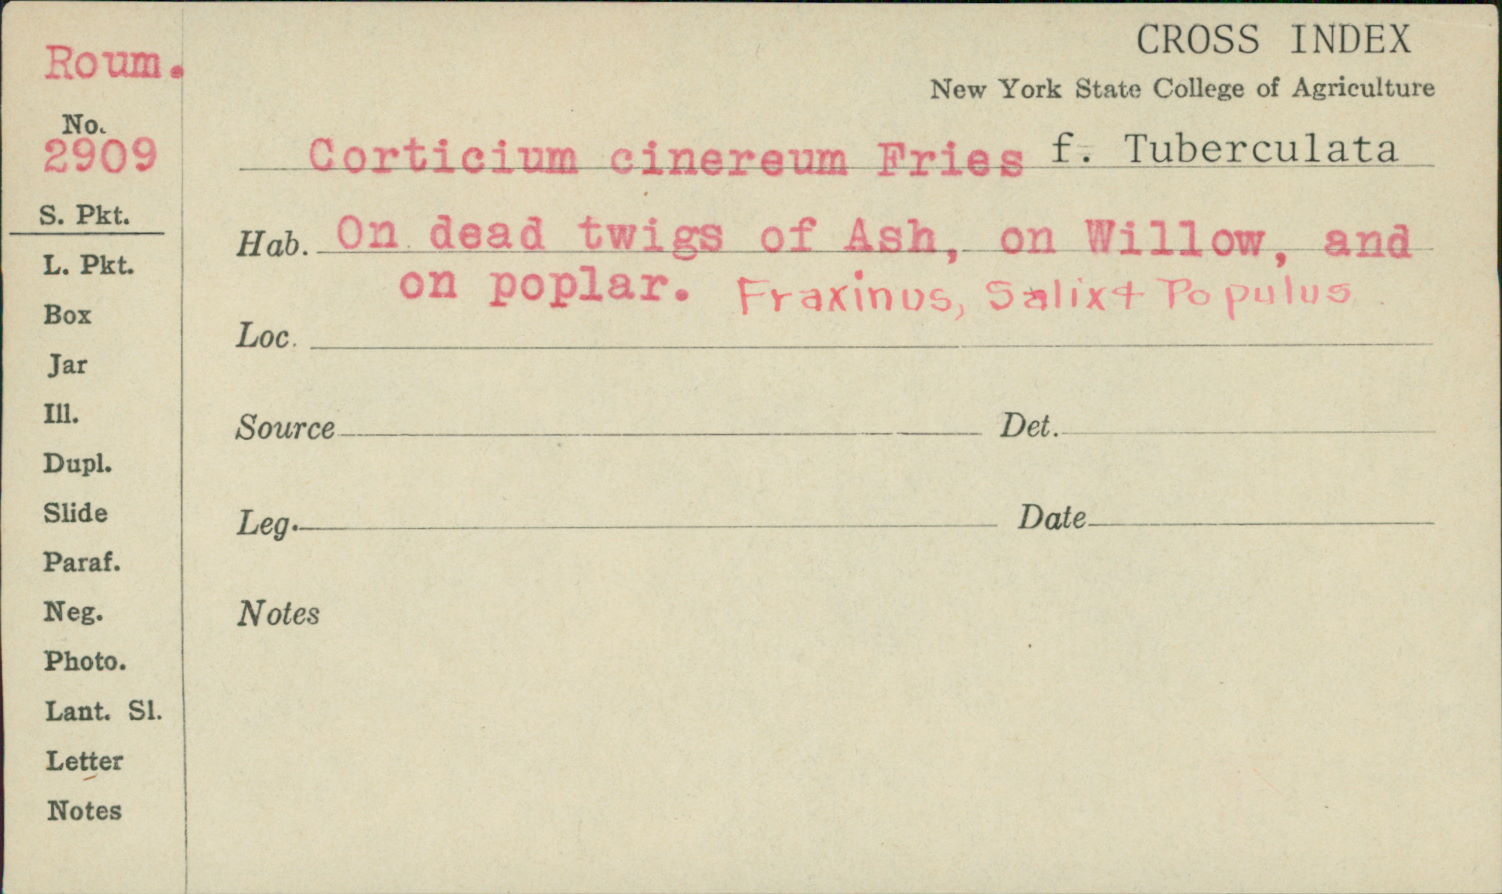 Roum.
CROSS INDEX
New York State College of Agriculture
No.
2909
Corticium cinereum Fries f. Tuberculata
S. Pkt.
Hab. On dead twigs of Ash, on Willow, and
on poplar. Fraxinus, Salix + Populus
L. Pkt.
Box
Loc.
Jar
Ill.
Source Det.
Dupl.
Slide
Leg. Date
Paraf.
Neg.
Notes
Photo.
Lant. Sl.
Letter
Notes